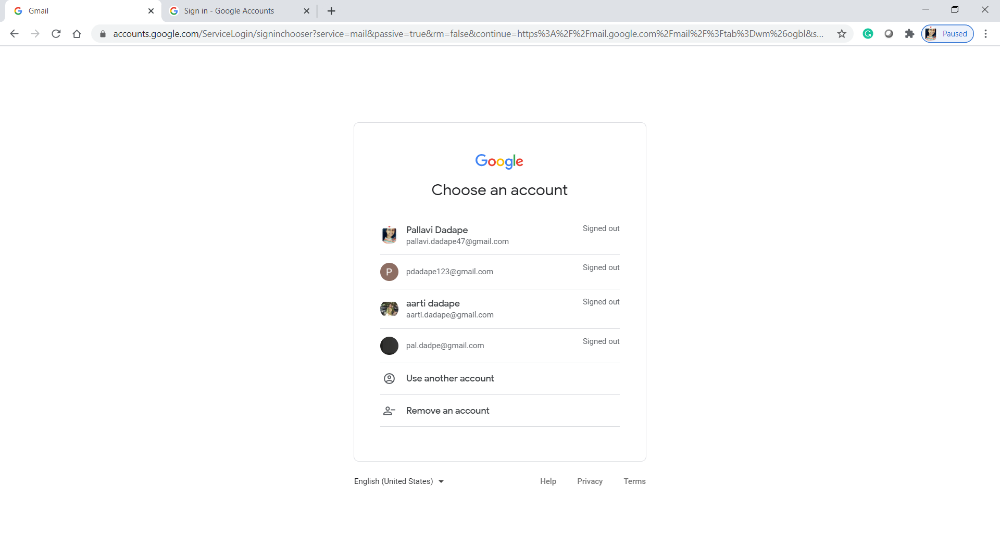 Gmail
Sign in - Google Accounts
accounts.google.com/ServiceLogin/signinchooser?service=mail&passive=true&rm=false&continue=https%3A%2F%2Fmail.google.com%2Fmail%2F%3Ftab%3Dwm%26ogbl&s...
Paused
Google
Choose an account
Pallavi Dadape
Signed out
pallavi.dadape47@gmail.com
P
pdadape123@gmail.com
Signed out
aarti dadape
Signed out
aarti.dadape@gmail.com
pal.dadpe@gmail.com
Signed out
Use another account
Remove an account
English (United States)
Help
Privacy
Terms